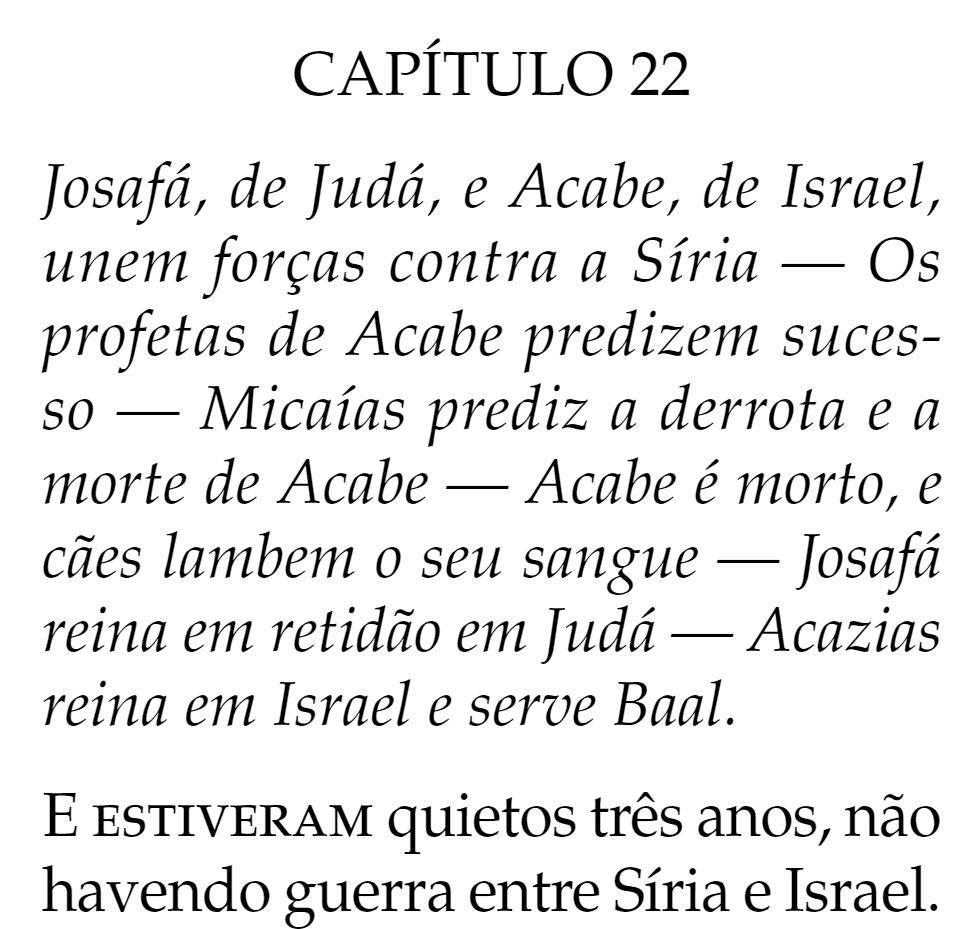 CAPÍTULO 22
Josafá, de Judá, e Acabe, de Israel,
unem forças contra a Síria — Os
profetas de Acabe predizem suces-
so — Micaías prediz a derrota e a
morte de Acabe — Acabe é morto, e
cães lambem o seu sangue — Josafá
reina em retidão em Judá — Acazias
reina em Israel e serve Baal.
E ESTIVERAM quietos três anos, não
havendo guerra entre Síria e Israel.